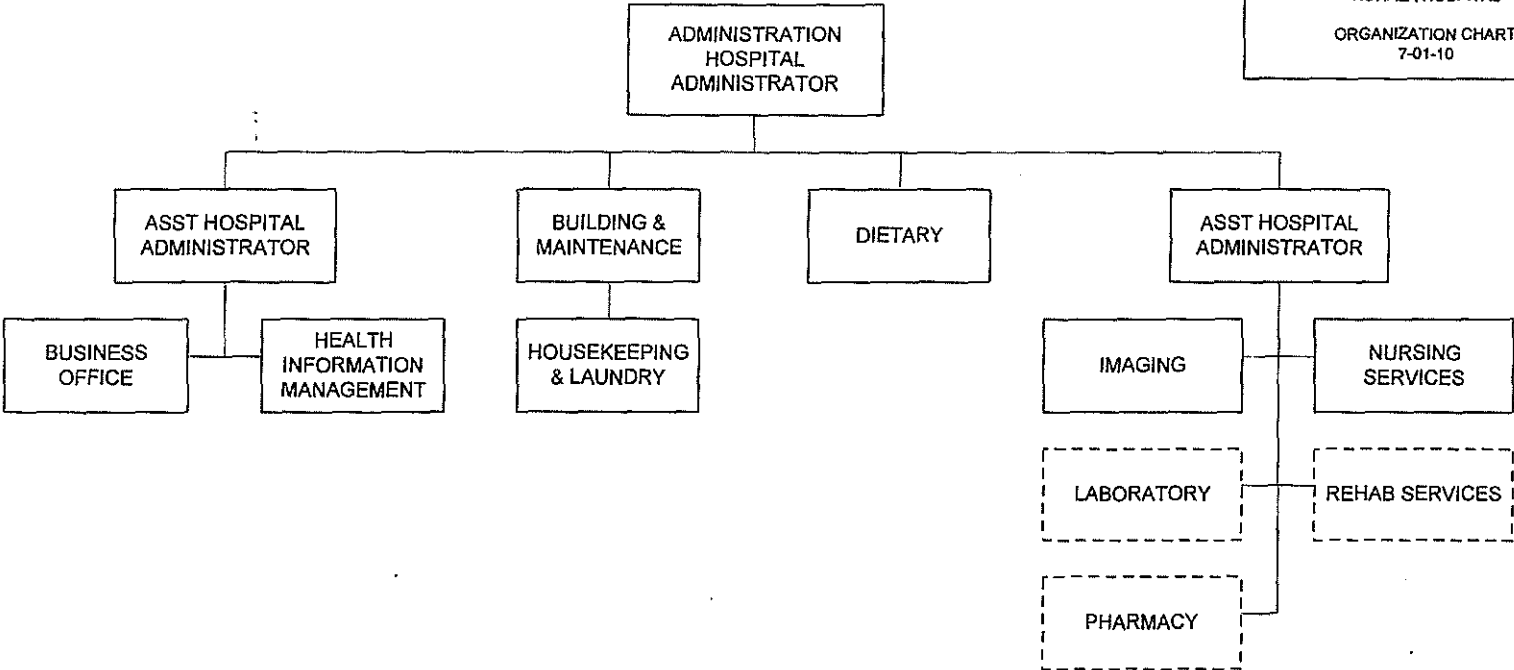 ORGANIZATION CHART
7-01-10
ADMINISTRATION
HOSPITAL
ADMINISTRATOR
ASST HOSPITAL
ADMINISTRATOR
BUILDING &
MAINTENANCE
DIETARY
ASST HOSPITAL
ADMINISTRATOR
BUSINESS
OFFICE
HEALTH
INFORMATION
MANAGEMENT
HOUSEKEEPING
& LAUNDRY
IMAGING
NURSING
SERVICES
LABORATORY
REHAB SERVICES
PHARMACY